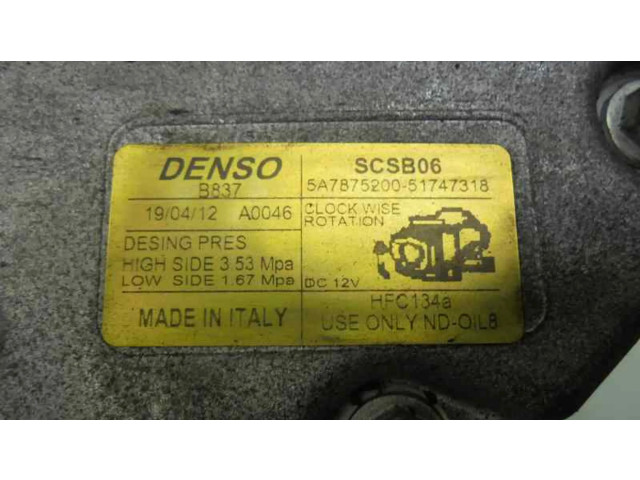 DENSO
B837
19/04/12 A0046
DESING PRES
HIGH SIDE 3.53 Mpa
LOW SIDE 1.67 Mpa
MADE IN ITALY
SCSB06
5A7875200-51747318
CLOCK WISE
ROTATION
DC 12V
HFC134a
USE ONLY ND-OIL8